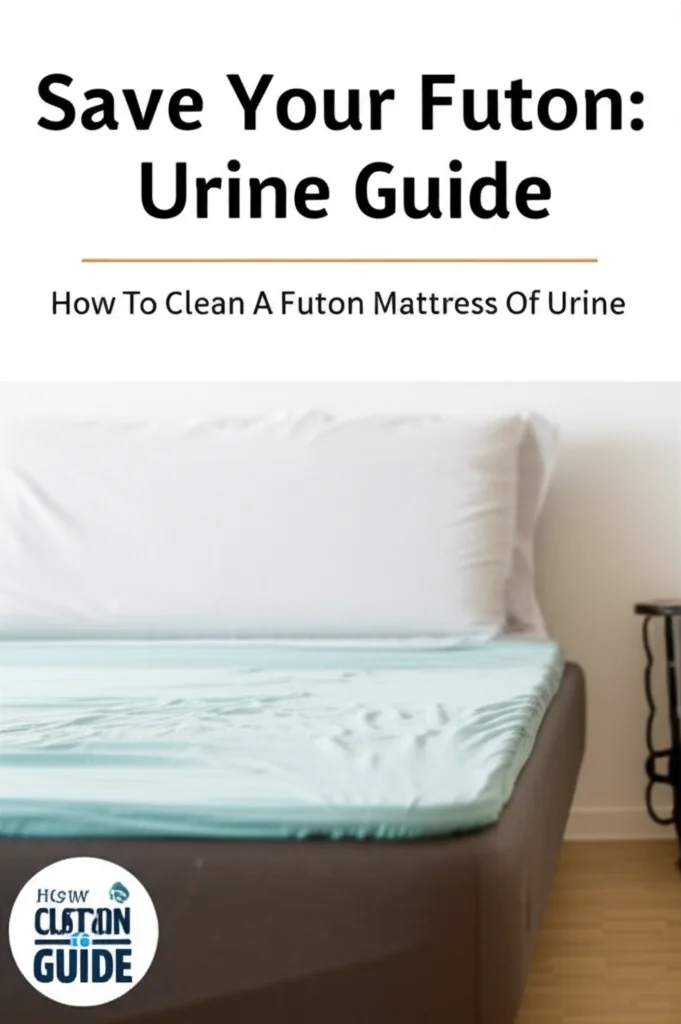 Save Your Futon:
Urine Guide
How To Clean A Futon Mattress Of Urine
GUIDE